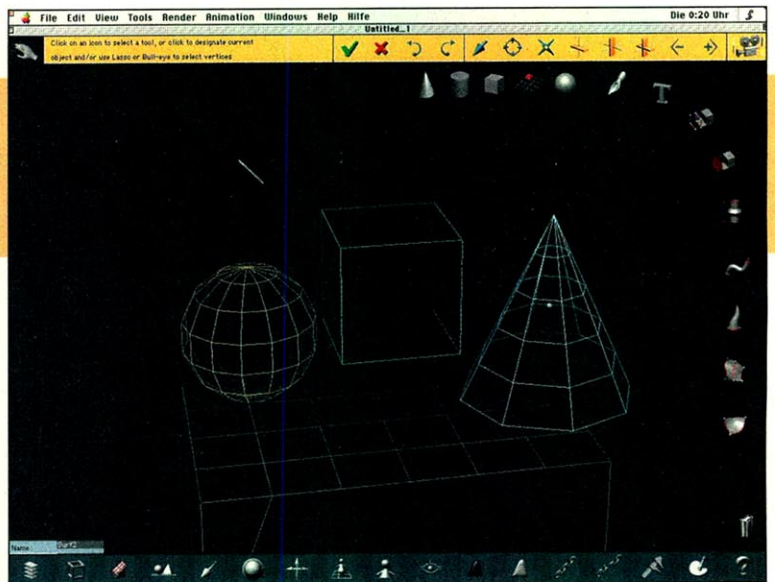 File Edit View Tools Render Animation Windows Help Hilfe Die 0:20 Uhr
Untitled_1
Click on an icon to select a tool, or click to designate current
object and/or use Lasso or Bull-eye to select vertices
T
Name